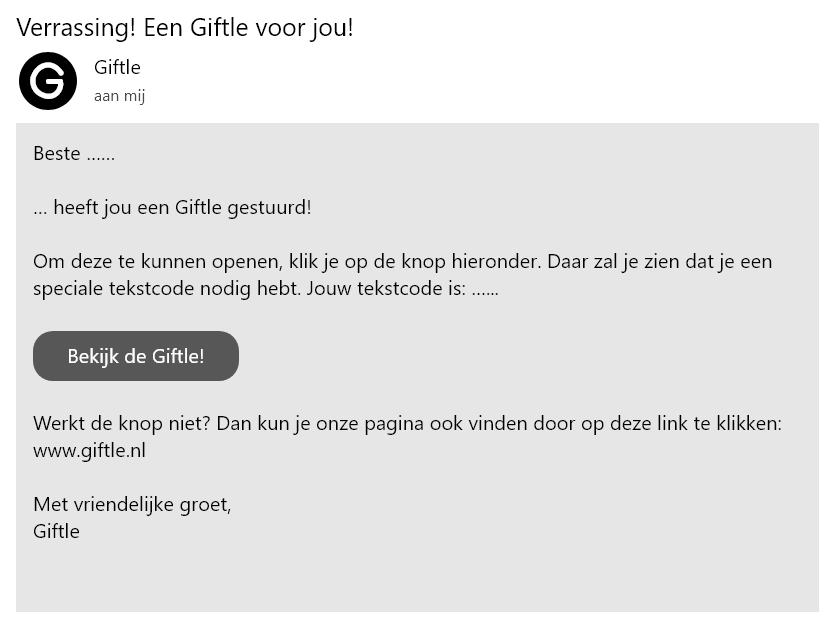 Verrassing! Een Giftle voor jou!
G
Giftle
aan mij
Beste ......
... heeft jou een Giftle gestuurd!
Om deze te kunnen openen, klik je op de knop hieronder. Daar zal je zien dat je een
speciale tekstcode nodig hebt. Jouw tekstcode is: ......
Bekijk de Giftle!
Werkt de knop niet? Dan kun je onze pagina ook vinden door op deze link te klikken:
www.giftle.nl
Met vriendelijke groet,
Giftle